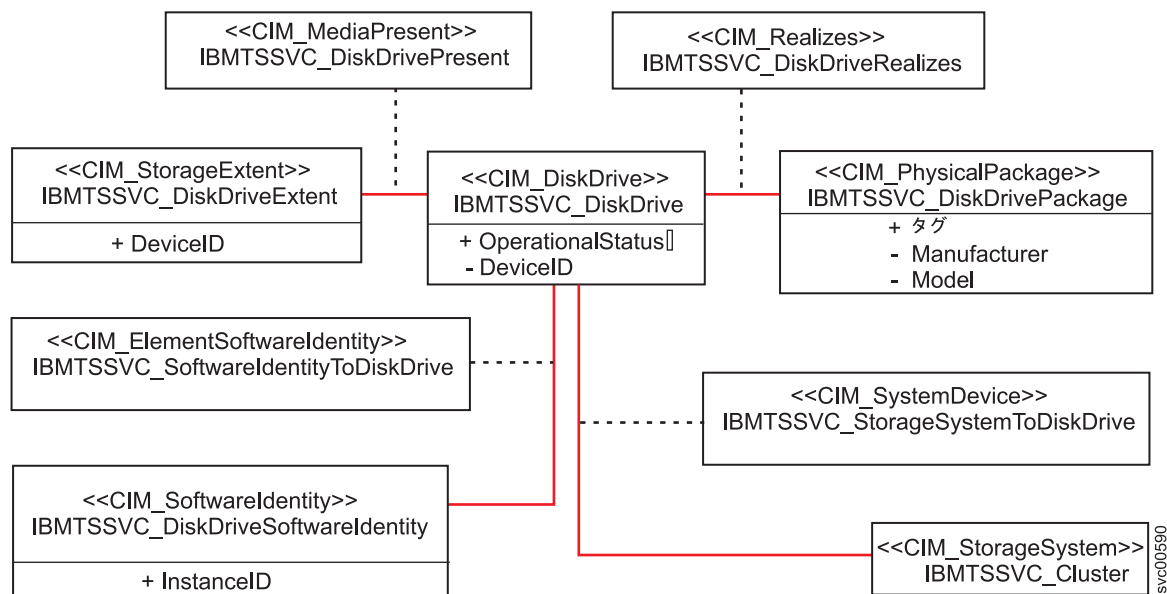 <<CIM_MediaPresent>>
IBMTSSVC_DiskDrivePresent
<<CIM_Realizes>>
IBMTSSVC_DiskDriveRealizes
<<CIM_StorageExtent>>
IBMTSSVC_DiskDriveExtent
+ DeviceID
<<CIM_DiskDrive>>
IBMTSSVC_DiskDrive
+ OperationalStatus[]
- DeviceID
<<CIM_PhysicalPackage>>
IBMTSSVC_DiskDrivePackage
+ タグ
- Manufacturer
- Model
<<CIM_ElementSoftwareIdentity>>
IBMTSSVC_SoftwareIdentityToDiskDrive
<<CIM_SystemDevice>>
IBMTSSVC_StorageSystemToDiskDrive
<<CIM_SoftwareIdentity>>
IBMTSSVC_DiskDriveSoftwareIdentity
+ InstanceID
<<CIM_StorageSystem>>
IBMTSSVC_Cluster
svc00590